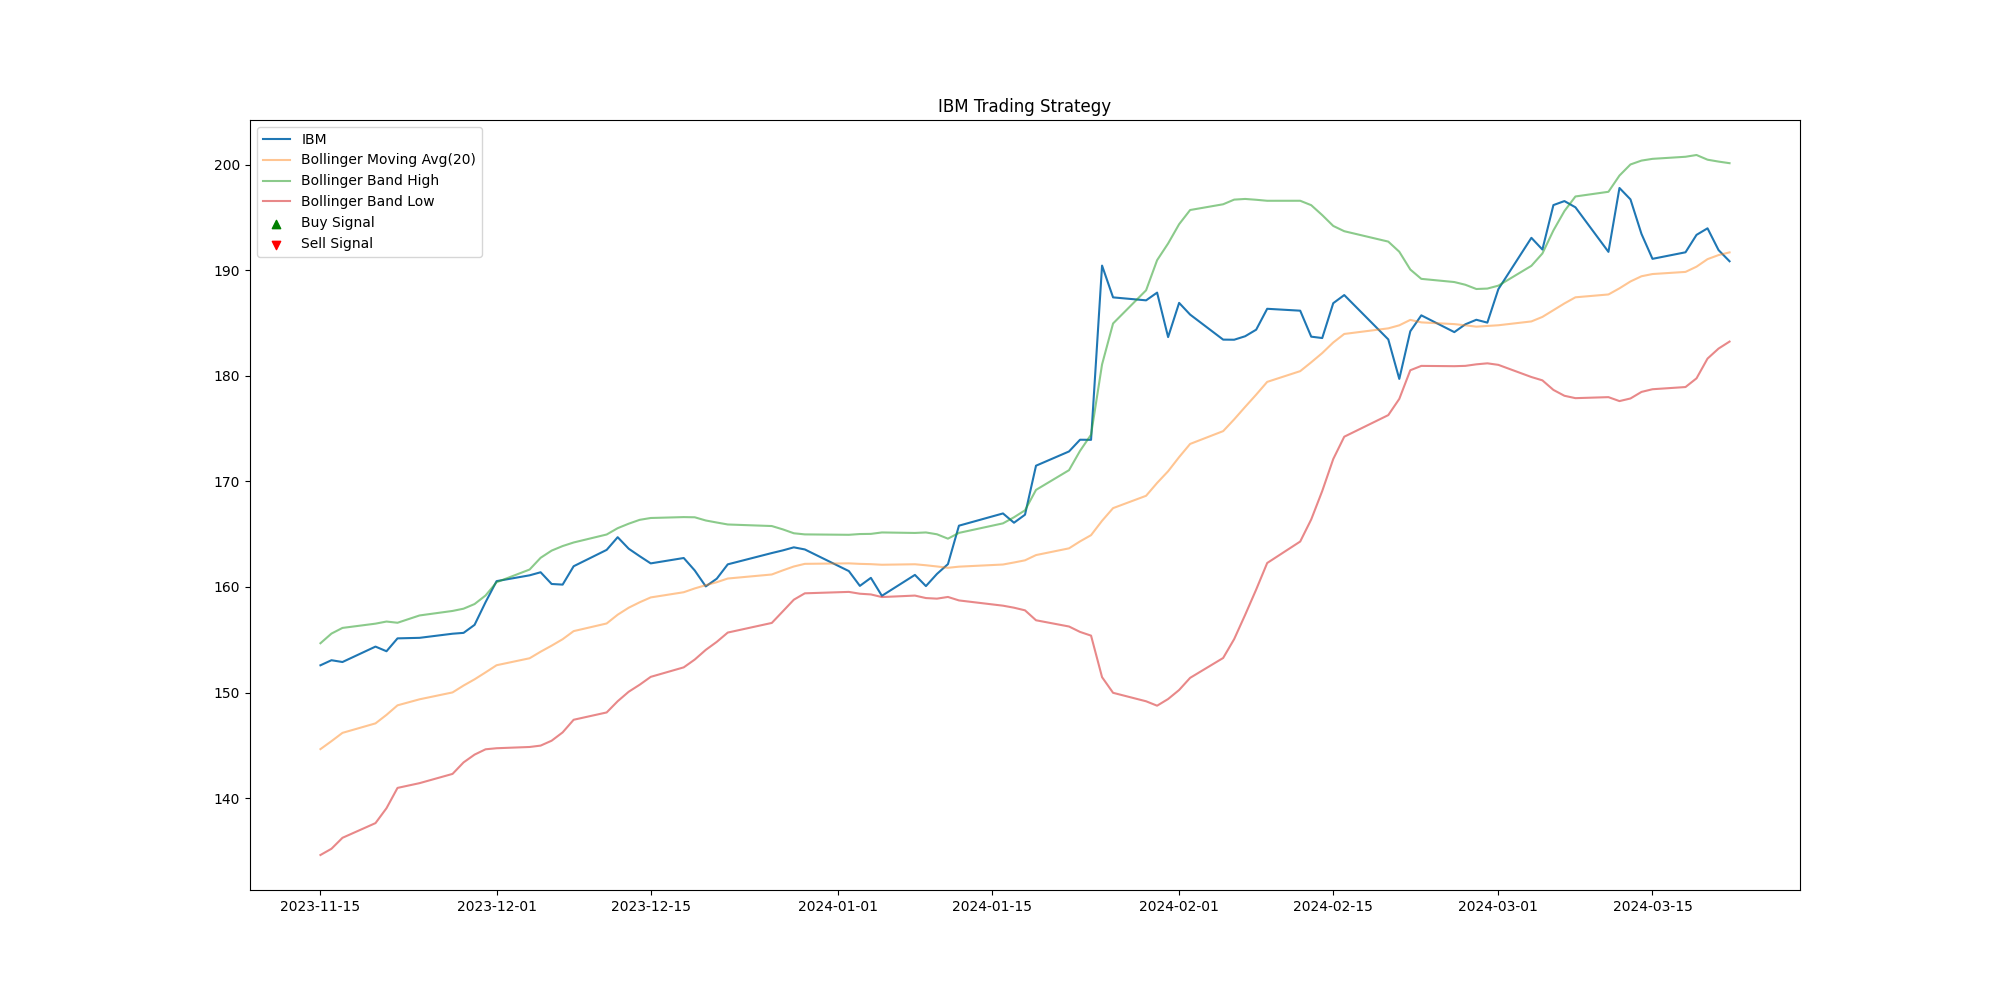 IBM Trading Strategy
IBM
Bollinger Moving Avg(20)
Bollinger Band High
Bollinger Band Low
Buy Signal
Sell Signal
200
190
180
170
160
150
140
2023-11-15
2023-12-01
2023-12-15
2024-01-01
2024-01-15
2024-02-01
2024-02-15
2024-03-01
2024-03-15